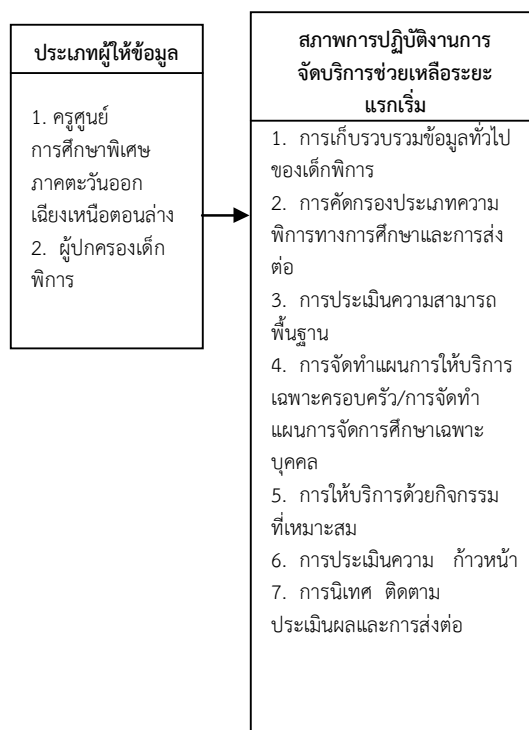 ประเภทผู้ให้ข้อมูล
1. ครูศูนย์
การศึกษาพิเศษ
ภาคตะวันออก
เฉียงเหนือตอนล่าง
2. ผู้ปกครองเด็ก
พิการ
สภาพการปฏิบัติงานการ
จัดบริการช่วยเหลือระยะ
แรกเริ่ม
1. การเก็บรวบรวมข้อมูลทั่วไป
ของเด็กพิการ
2. การคัดกรองประเภทความ
พิการทางการศึกษาและการส่ง
ต่อ
3. การประเมินความสามารถ
พื้นฐาน
4. การจัดทำแผนการให้บริการ
เฉพาะครอบครัว/การจัดทำ
แผนการจัดการศึกษาเฉพาะ
บุคคล
5. การให้บริการด้วยกิจกรรม
ที่เหมาะสม
6. การประเมินความ ก้าวหน้า
7. การนิเทศ ติดตาม
ประเมินผลและการส่งต่อ